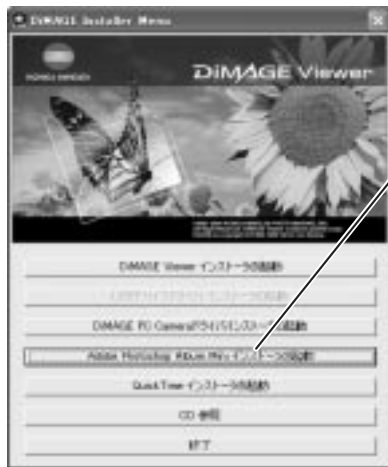 DiMAGE Installer Menu
KONICA MINOLTA
DiMAGE Viewer
DiMAGE Viewer インストーラの起動
DiMAGE PC Cameraドライバインストーラの起動
Adobe Photoshop Album Mini インストーラの起動
QuickTime インストーラの起動
CD 参照
終了